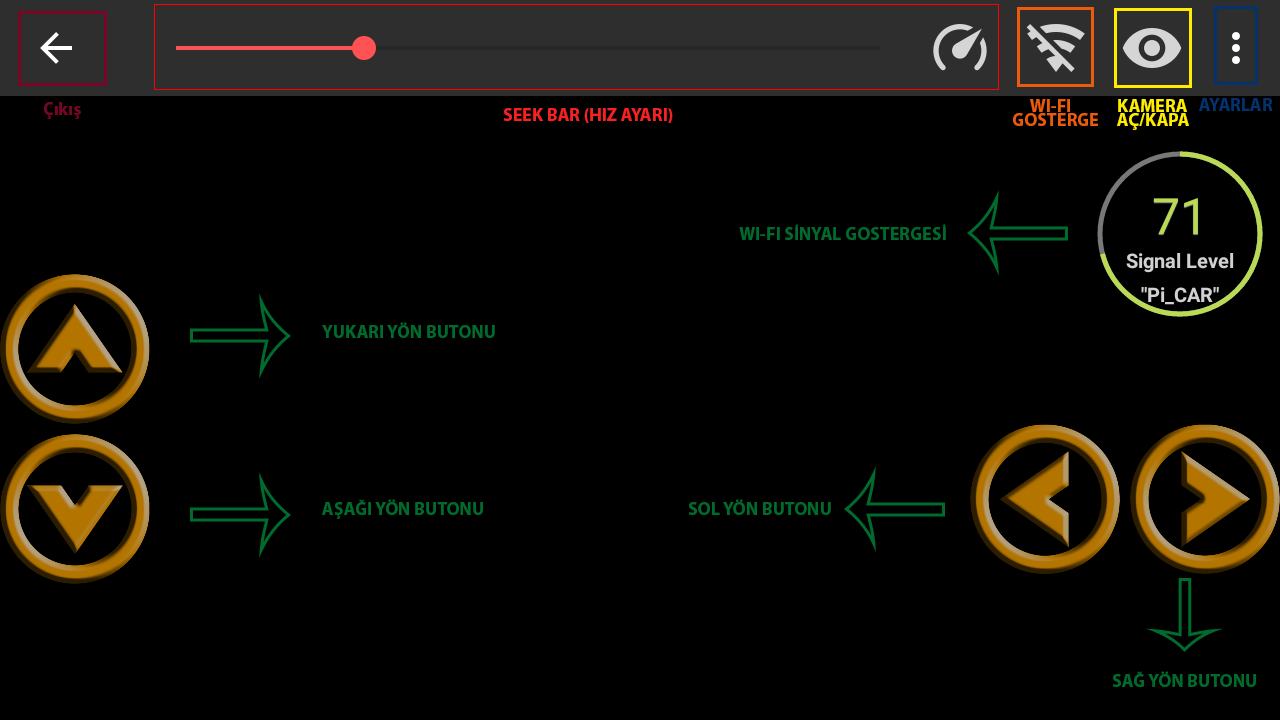 Çıkış
SEEK BAR (HIZ AYARI)
WI-FI
GOSTERGE
KAMERA
AÇ/KAPA
AYARLAR
WI-FI SİNYAL GOSTERGESİ
71
Signal Level
"Pi_CAR"
YUKARI YÖN BUTONU
AŞAĞI YÖN BUTONU
SOL YÖN BUTONU
SAĞ YÖN BUTONU